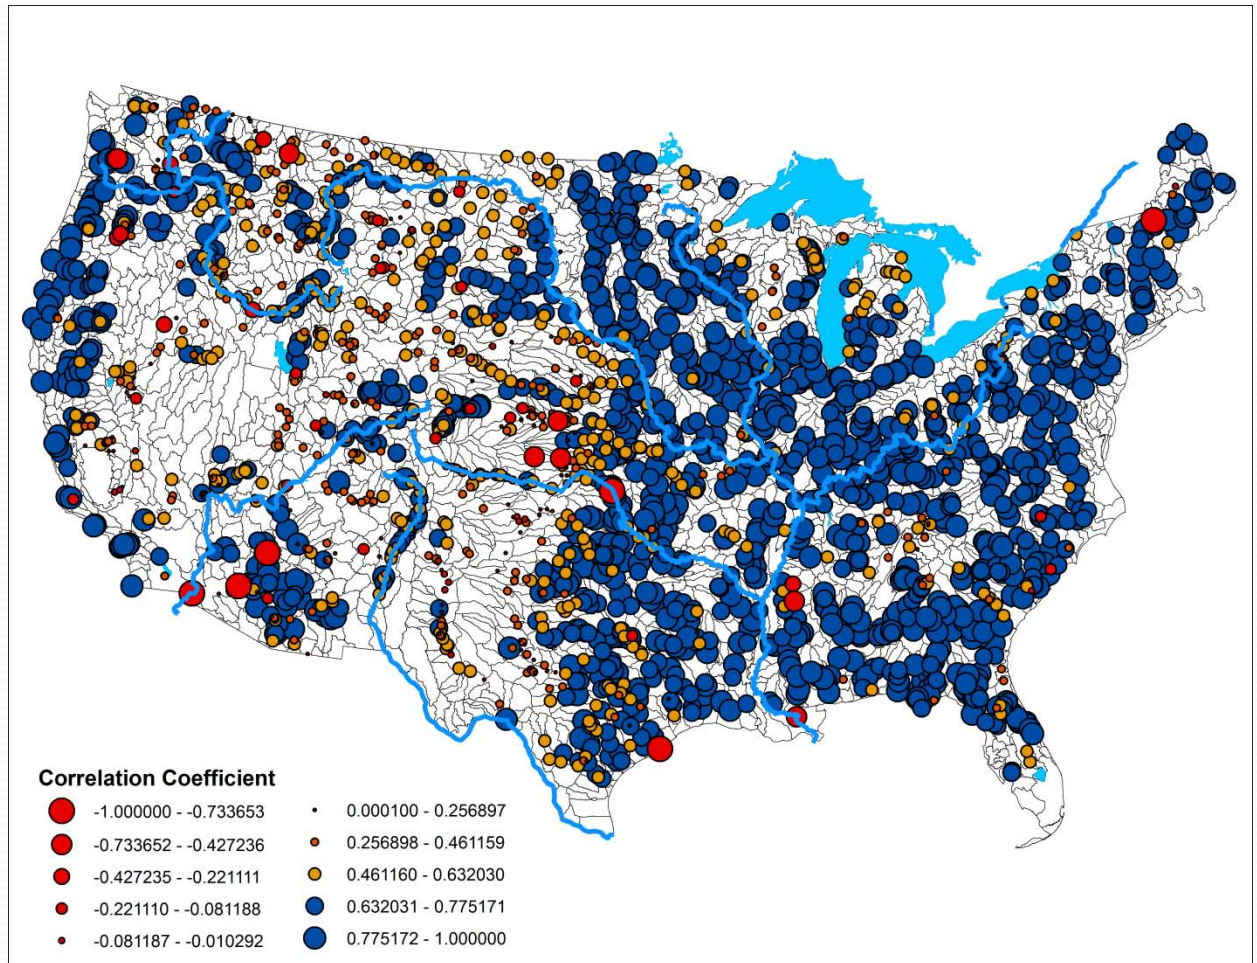 Correlation Coefficient
-1.000000 - -0.733653
-0.733652 - -0.427236
-0.427235 - -0.221111
-0.221110 - -0.081188
-0.081187 - -0.010292
0.000100 - 0.256897
0.256898 - 0.461159
0.461160 - 0.632030
0.632031 - 0.775171
0.775172 - 1.000000